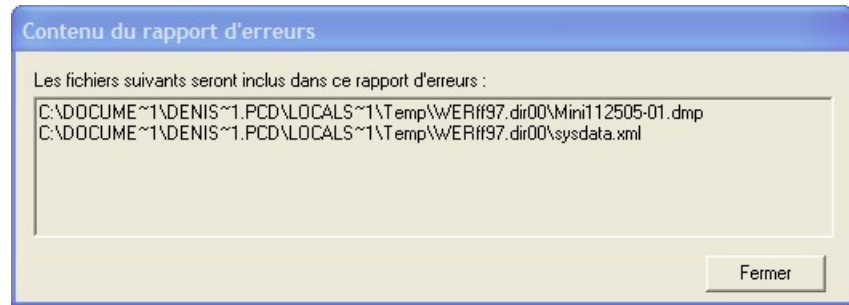 Contenu du rapport d'erreurs
Les fichiers suivants seront inclus dans ce rapport d'erreurs :
C:\DOCUME~1\DENIS~1.PCD\LOCALS~1\Temp\WERff97.dir00\Mini112505-01.dmp
C:\DOCUME~1\DENIS~1.PCD\LOCALS~1\Temp\WERff97.dir00\sysdata.xml
Fermer